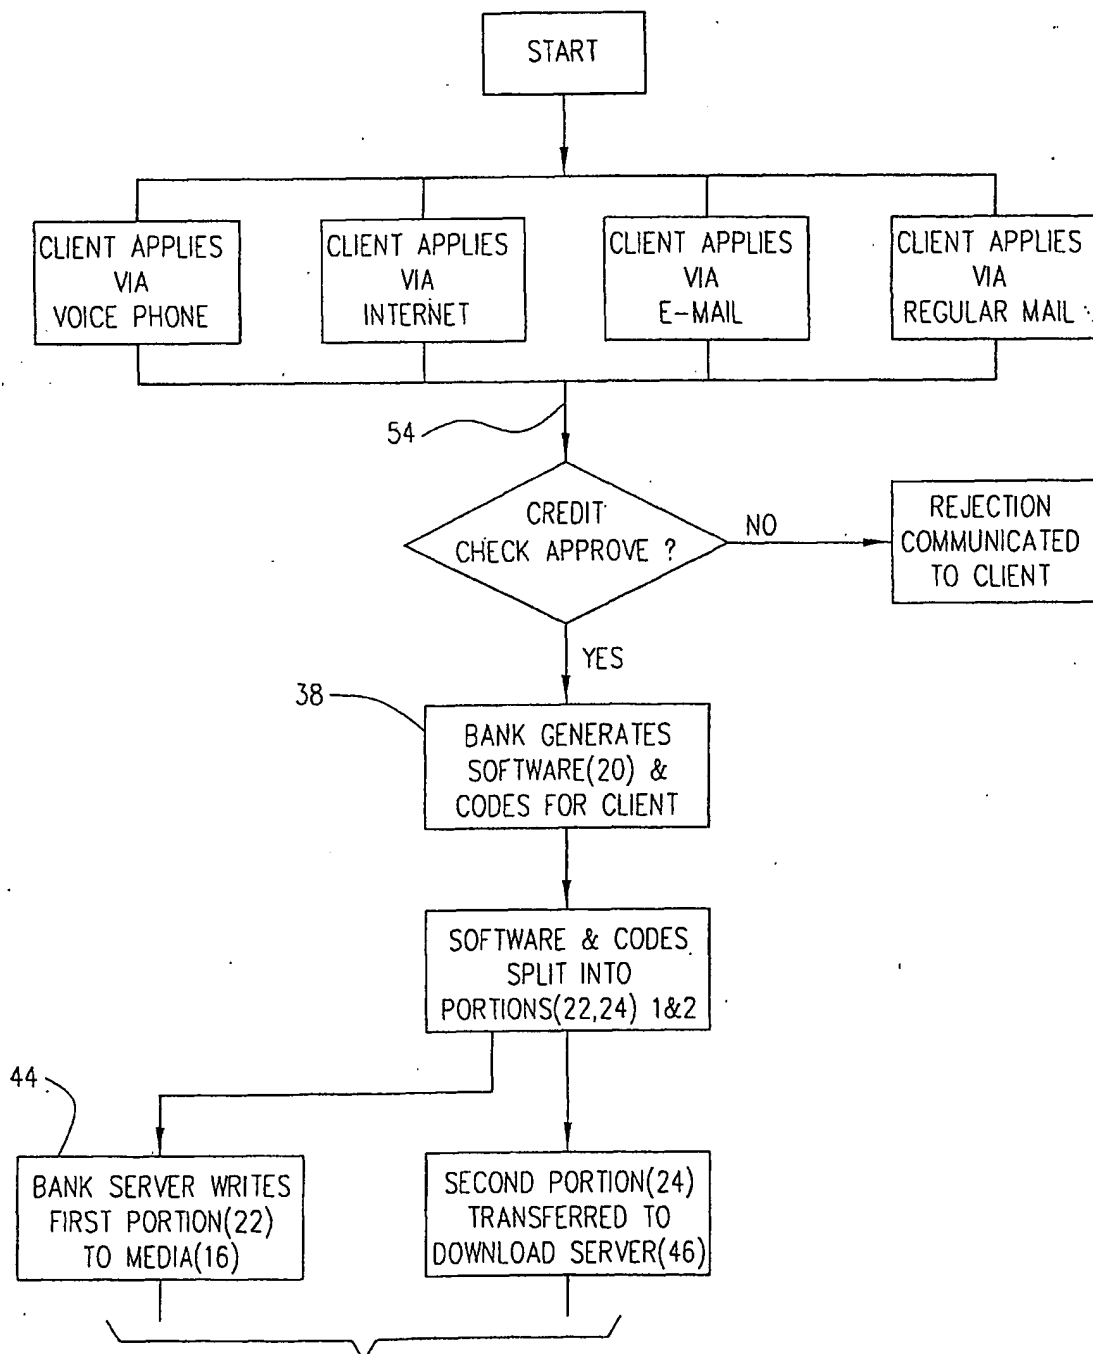 START
CLIENT APPLIES
VIA
VOICE PHONE
CLIENT APPLIES
VIA
INTERNET
CLIENT APPLIES
VIA
E-MAIL
CLIENT APPLIES
VIA
REGULAR MAIL
54
CREDIT
CHECK APPROVE ?
NO
REJECTION
COMMUNICATED
TO CLIENT
YES
38
BANK GENERATES
SOFTWARE(20) &
CODES FOR CLIENT
SOFTWARE & CODES
SPLIT INTO
PORTIONS(22,24) 1&2
44
BANK SERVER WRITES
FIRST PORTION(22)
TO MEDIA(16)
SECOND PORTION(24)
TRANSFERRED TO
DOWNLOAD SERVER(46)